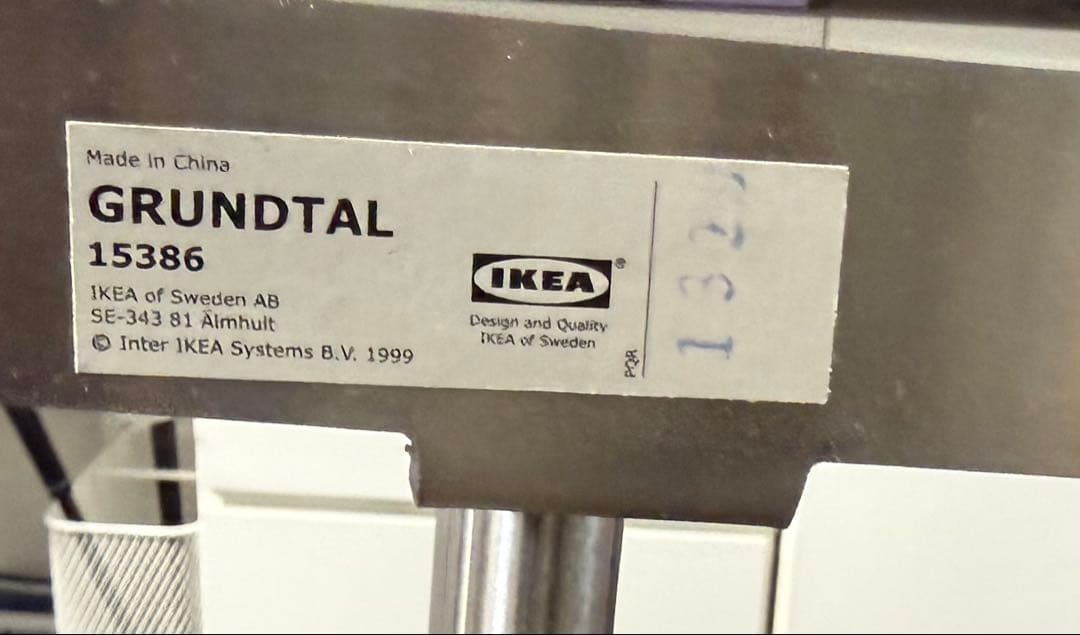 Made in China
GRUNDTAL
15386
IKEA of Sweden AB
SE-343 81 Älmhult
© Inter IKEA Systems B.V. 1999
IKEA®
Design and Quality
IKEA of Sweden
PQR